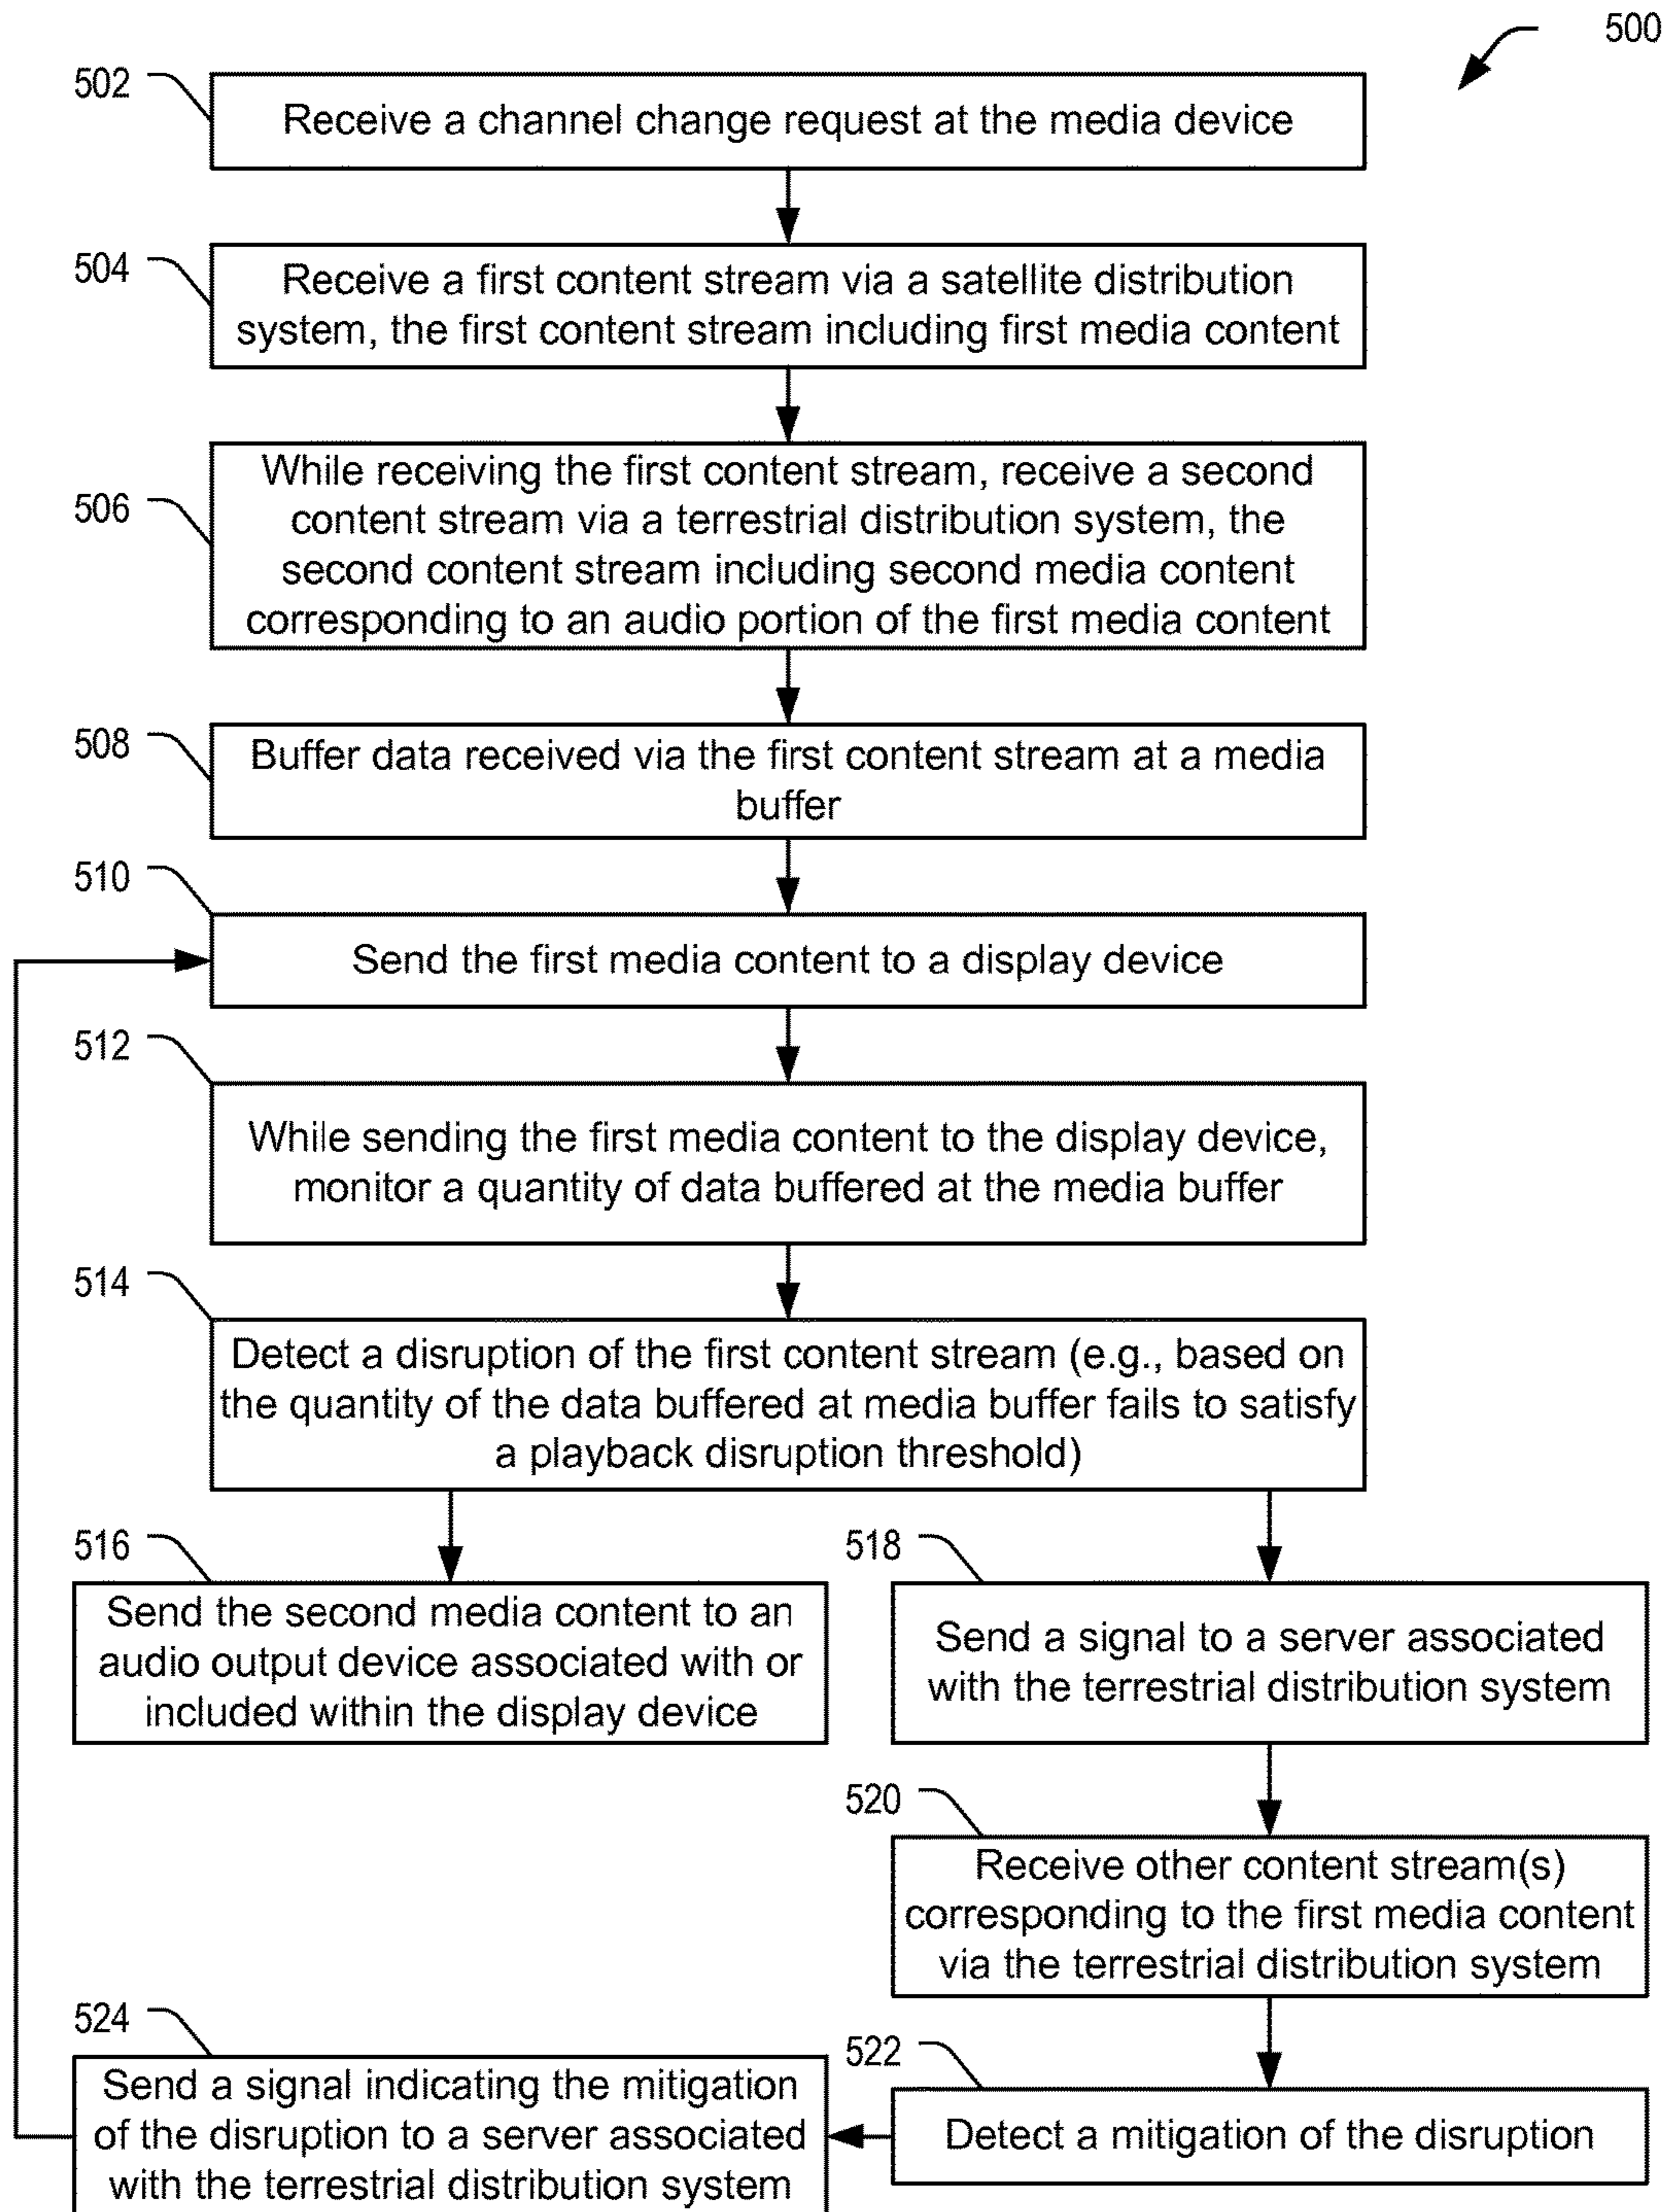 500
502
Receive a channel change request at the media device
504
Receive a first content stream via a satellite distribution
system, the first content stream including first media content
506
While receiving the first content stream, receive a second
content stream via a terrestrial distribution system, the
second content stream including second media content
corresponding to an audio portion of the first media content
508
Buffer data received via the first content stream at a media
buffer
510
Send the first media content to a display device
512
While sending the first media content to the display device,
monitor a quantity of data buffered at the media buffer
514
Detect a disruption of the first content stream (e.g., based on
the quantity of the data buffered at media buffer fails to satisfy
a playback disruption threshold)
516
Send the second media content to an
audio output device associated with or
included within the display device
518
Send a signal to a server associated
with the terrestrial distribution system
520
Receive other content stream(s)
corresponding to the first media content
via the terrestrial distribution system
522
Detect a mitigation of the disruption
524
Send a signal indicating the mitigation
of the disruption to a server associated
with the terrestrial distribution system